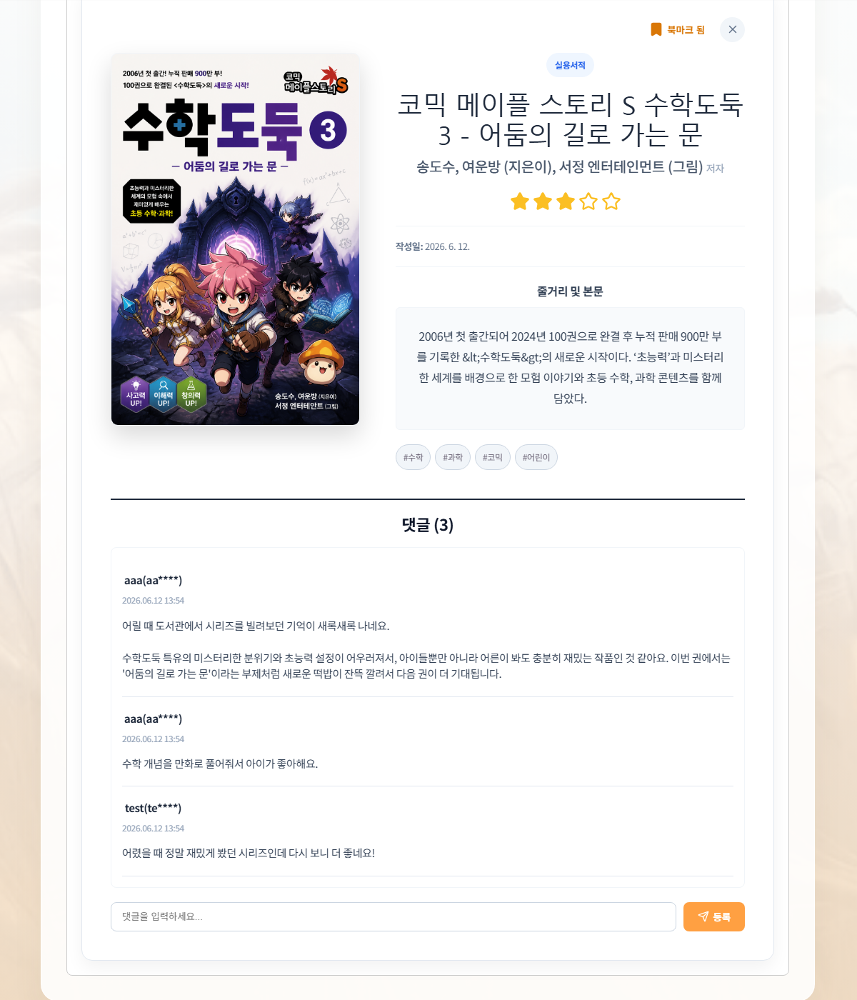 북마크 됨
2006년 첫 출간! 누적 판매 900만 부!
100권으로 완결된 <수학도둑>의 새로운 시작!
코믹
메이플스토리S
수학도둑 3
– 어둠의 길로 가는 문 –
초능력과 미스터리한
세계의 모험 속에서
재미있게 배우는
초등 수학·과학!
f(x)=ax²+bx+c
a²+b²=c²
사고력
UP!
이해력
UP!
창의력
UP!
송도수, 여운방 (지은이)
서정 엔터테인먼트 (그림)
실용서적
코믹 메이플 스토리 S 수학도둑
3 - 어둠의 길로 가는 문
송도수, 여운방 (지은이), 서정 엔터테인먼트 (그림) 저자
작성일: 2026. 6. 12.
줄거리 및 본문
2006년 첫 출간되어 2024년 100권으로 완결 후 누적 판매 900만 부
를 기록한 &lt;수학도둑&gt;의 새로운 시작이다. ‘초능력’과 미스터리
한 세계를 배경으로 한 모험 이야기와 초등 수학, 과학 콘텐츠를 함께
담았다.
#수학
#과학
#코믹
#어린이
댓글 (3)
aaa(aa****)
2026.06.12 13:54
어릴 때 도서관에서 시리즈를 빌려보던 기억이 새록새록 나네요.
수학도둑 특유의 미스터리한 분위기와 초능력 설정이 어우러져서, 아이들뿐만 아니라 어른이 봐도 충분히 재밌는 작품인 것 같아요. 이번 권에서는
'어둠의 길로 가는 문'이라는 부제처럼 새로운 떡밥이 잔뜩 깔려서 다음 권이 더 기대됩니다.
aaa(aa****)
2026.06.12 13:54
수학 개념을 만화로 풀어줘서 아이가 좋아해요.
test(te****)
2026.06.12 13:54
어렸을 때 정말 재밌게 봤던 시리즈인데 다시 보니 더 좋네요!
댓글을 입력하세요...
등록